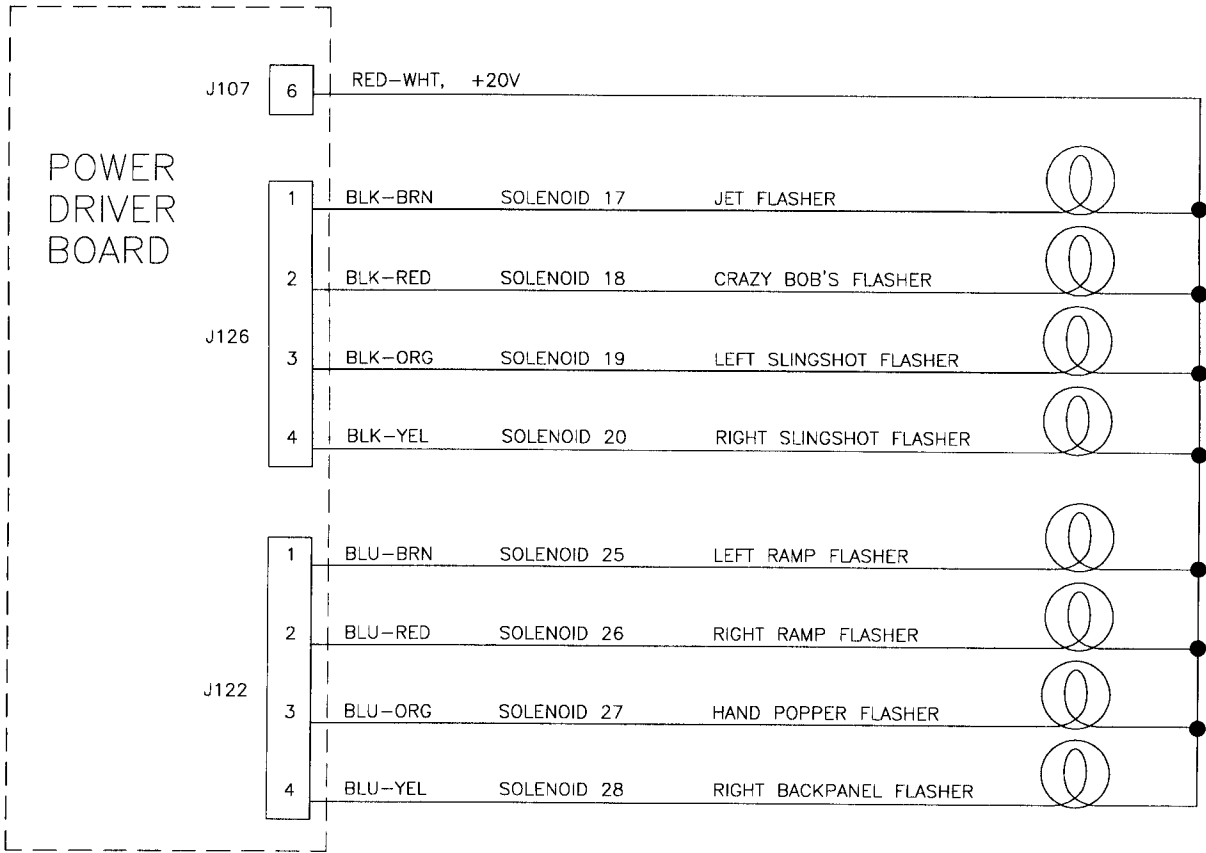 J107 6 RED-WHT, +20V
POWER
DRIVER
BOARD
J126
1 BLK-BRN SOLENOID 17 JET FLASHER
2 BLK-RED SOLENOID 18 CRAZY BOB'S FLASHER
3 BLK-ORG SOLENOID 19 LEFT SLINGSHOT FLASHER
4 BLK-YEL SOLENOID 20 RIGHT SLINGSHOT FLASHER
J122
1 BLU-BRN SOLENOID 25 LEFT RAMP FLASHER
2 BLU-RED SOLENOID 26 RIGHT RAMP FLASHER
3 BLU-ORG SOLENOID 27 HAND POPPER FLASHER
4 BLU-YEL SOLENOID 28 RIGHT BACKPANEL FLASHER